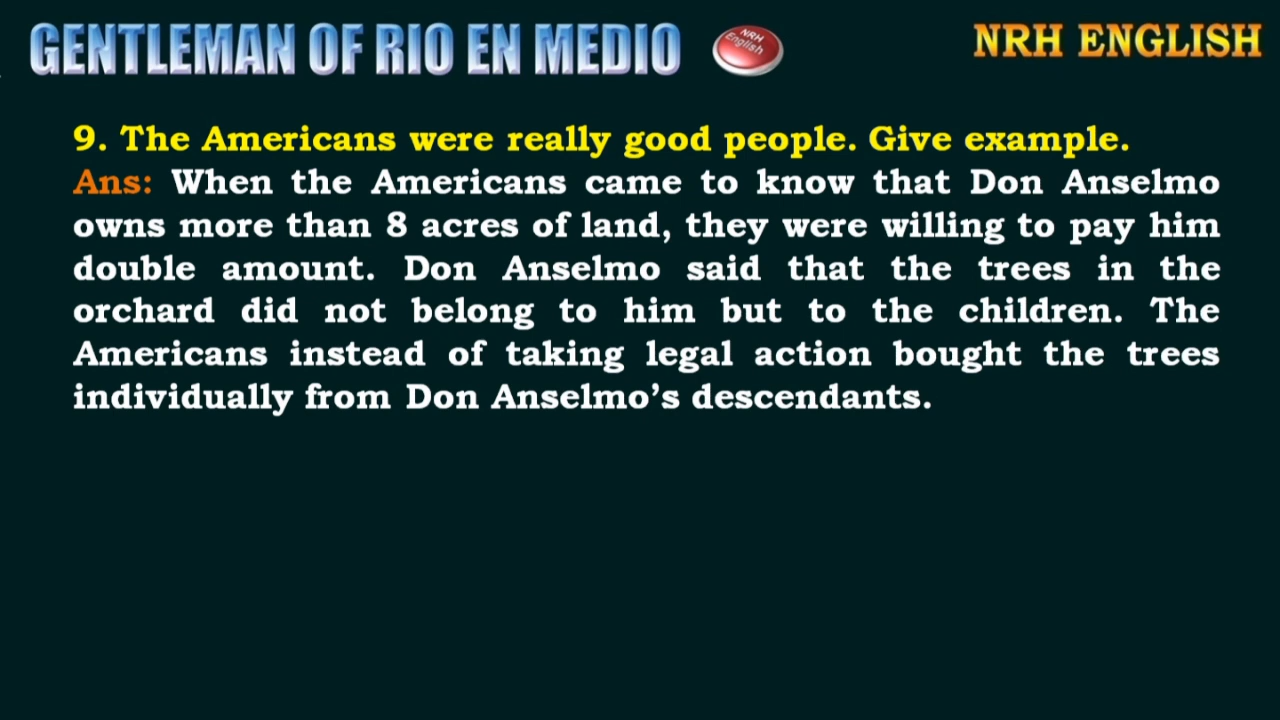 GENTLEMAN OF RIO EN MEDIO
NRH English
NRH ENGLISH
9. The Americans were really good people. Give example.
Ans: When the Americans came to know that Don Anselmo
owns more than 8 acres of land, they were willing to pay him
double amount. Don Anselmo said that the trees in the
orchard did not belong to him but to the children. The
Americans instead of taking legal action bought the trees
individually from Don Anselmo’s descendants.